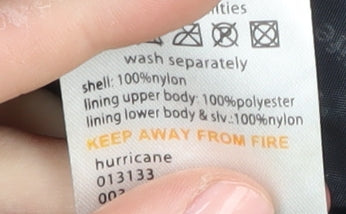 wash separately
shell: 100%nylon
lining upper body: 100%polyester
lining lower body & slv.:100%nylon
KEEP AWAY FROM FIRE
hurricane
013133